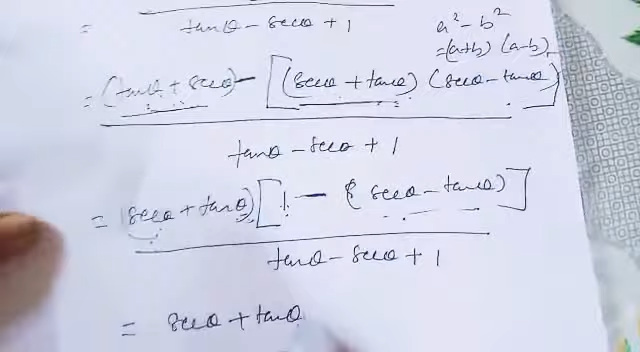 =
tanθ - secθ + 1
a² - b²
= (a+b) (a-b)
= (tanθ + secθ) - [(secθ + tanθ) (secθ - tanθ)]
tanθ - secθ + 1
= (secθ + tanθ) [1 - {secθ - tanθ)]
tanθ - secθ + 1
= secθ + tanθ